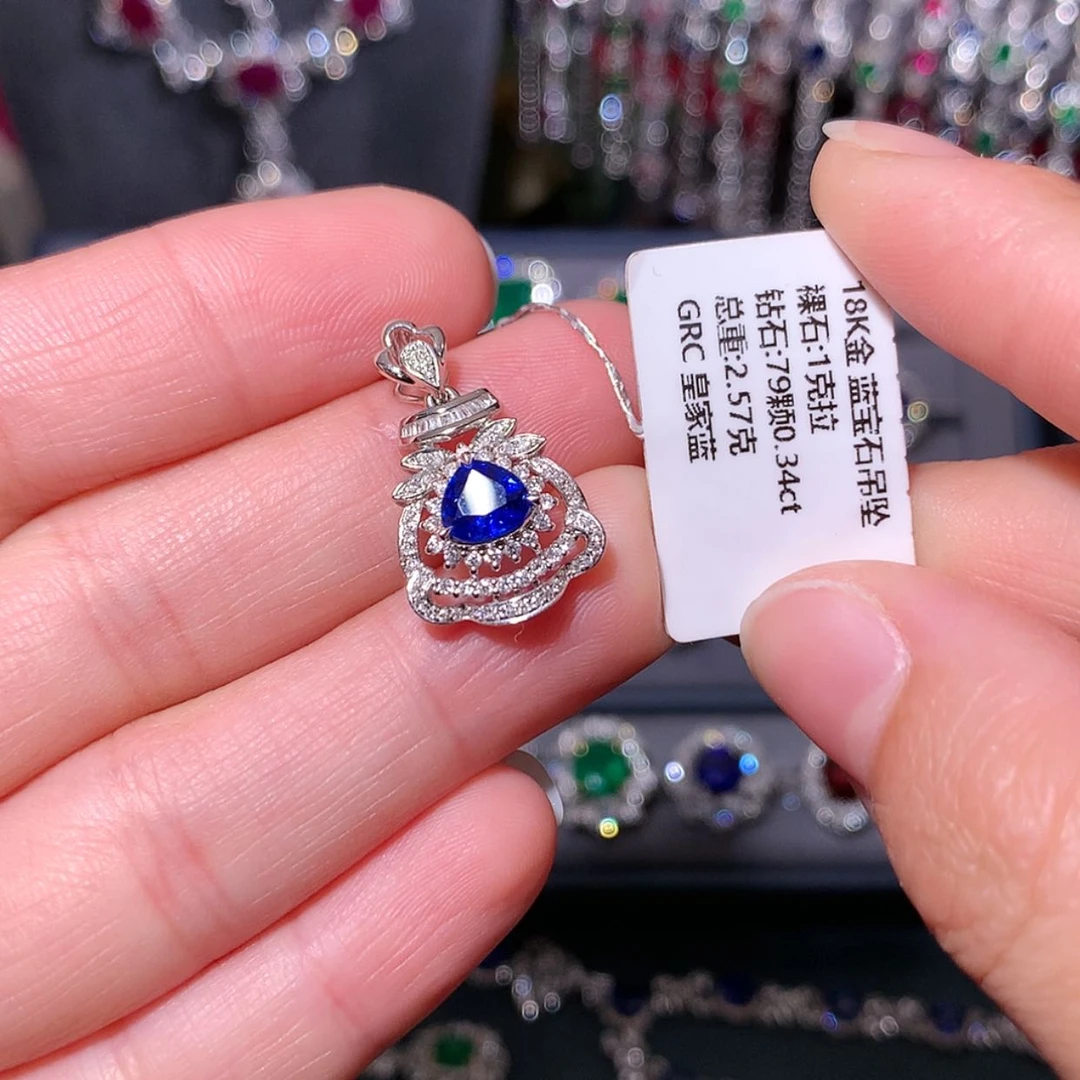 18K金 蓝宝石吊坠
裸石:1克拉
钻石:79颗0.34ct
总重:2.57克
GRC 皇家蓝